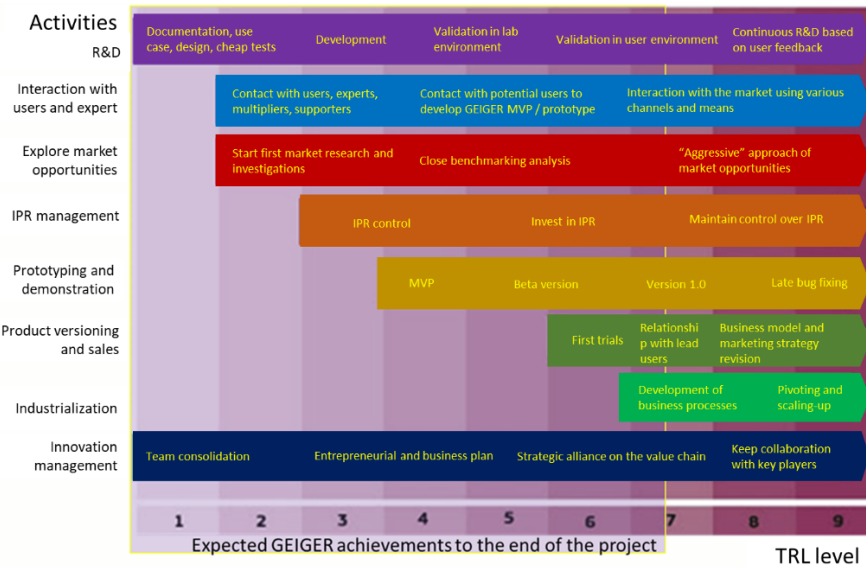 Activities
R&D
Documentation, use
case, design, cheap tests
Development
Validation in lab
environment
Validation in user environment
Continuous R&D based
on user feedback
Interaction with
users and expert
Contact with users, experts,
multipliers, supporters
Contact with potential users to
develop GEIGER MVP / prototype
Interaction with the market using various
channels and means
Explore market
opportunities
Start first market research and
investigations
Close benchmarking analysis
“Aggressive” approach of
market opportunities
IPR management
IPR control
Invest in IPR
Maintain control over IPR
Prototyping and
demonstration
MVP
Beta version
Version 1.0
Late bug fixing
Product versioning
and sales
First trials
Relationshi
p with lead
users
Business model and
marketing strategy
revision
Industrialization
Development of
business processes
Pivoting and
scaling-up
Innovation
management
Team consolidation
Entrepreneurial and business plan
Strategic alliance on the value chain
Keep collaboration
with key players
1 2 3 4 5 6 7 8 9
Expected GEIGER achievements to the end of the project
TRL level